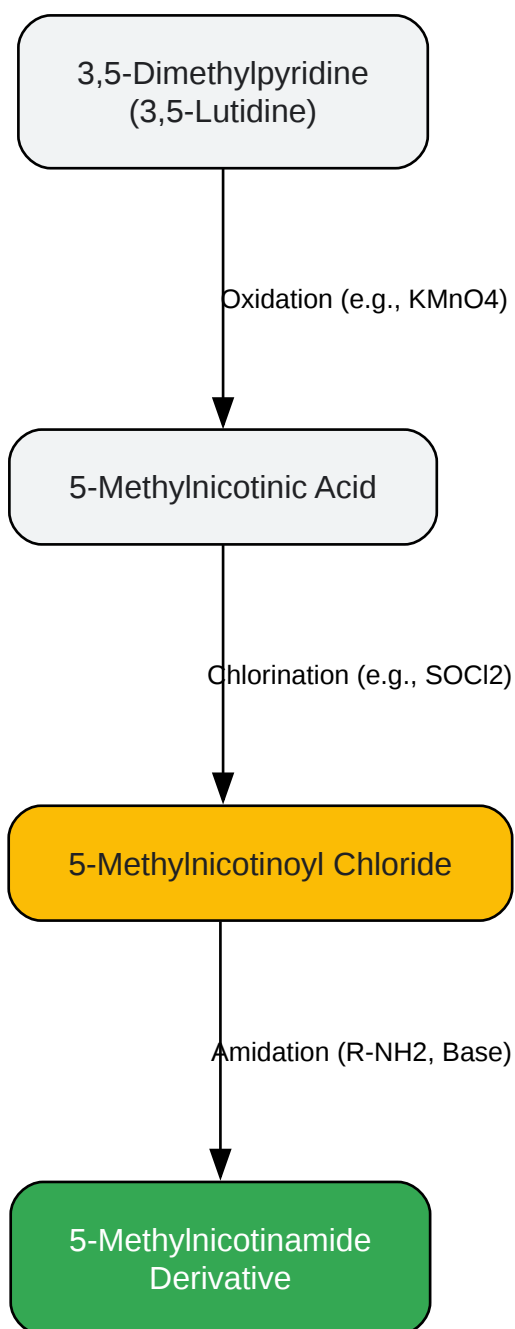 3,5-Dimethylpyridine
(3,5-Lutidine)
Oxidation (e.g., KMnO4)
5-Methylnicotinic Acid
Chlorination (e.g., SOCl2)
5-Methylnicotinoyl Chloride
Amidation (R-NH2, Base)
5-Methylnicotinamide
Derivative